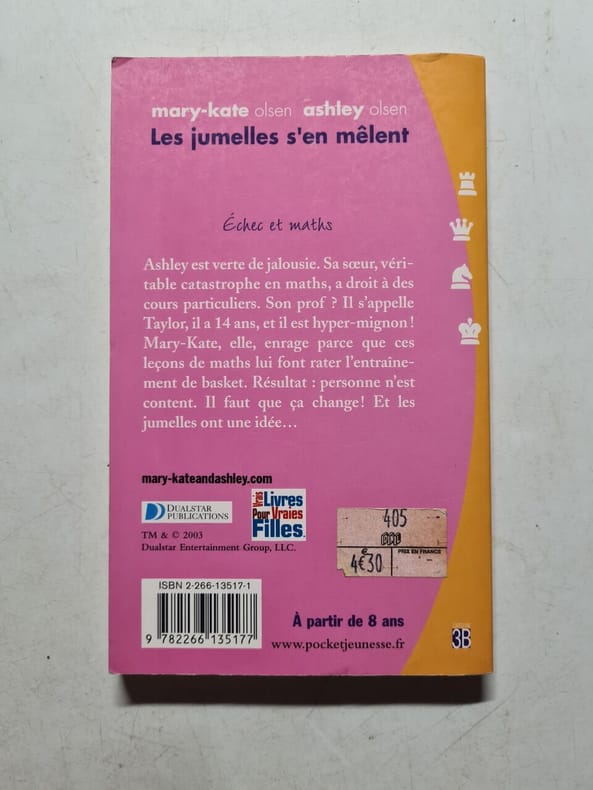 mary-kate olsen ashley olsen
Les jumelles s'en mêlent
Échec et maths
Ashley est verte de jalousie. Sa sœur, véri-
table catastrophe en maths, a droit à des
cours particuliers. Son prof ? Il s'appelle
Taylor, il a 14 ans, et il est hyper-mignon !
Mary-Kate, elle, enrage parce que ces
leçons de maths lui font rater l'entraîne-
ment de basket. Résultat : personne n'est
content. Il faut que ça change ! Et les
jumelles ont une idée…
mary-kateandashley.com
DUALSTAR
PUBLICATIONS
Vrais Livres
Pour Vraies
Filles
TM & © 2003
Dualstar Entertainment Group, LLC.
405
PRIX EN FRANCE
4€30
ISBN 2-266-13517-1
9 782266 135177
À partir de 8 ans
www.pocketjeunesse.fr
3B